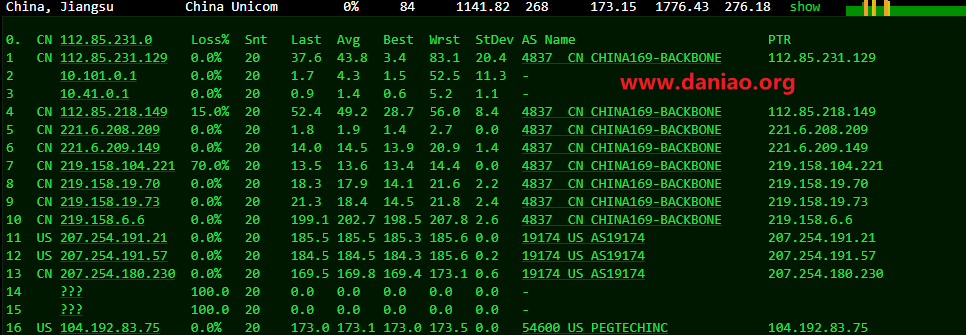 China, Jiangsu China Unicom 0% 84 1141.82 268 173.15 1776.43 276.18 show
0. CN 112.85.231.0 Loss% Snt Last Avg Best Wrst StDev AS Name PTR
1 CN 112.85.231.129 0.0% 20 37.6 43.8 3.4 83.1 20.4 4837 CN CHINA169-BACKBONE 112.85.231.129
2 10.101.0.1 0.0% 20 1.7 4.3 1.5 52.5 11.3 -
www.daniao.org
3 10.41.0.1 0.0% 20 0.9 1.4 0.6 5.2 1.1 -
4 CN 112.85.218.149 15.0% 20 52.4 49.2 28.7 56.0 8.4 4837 CN CHINA169-BACKBONE 112.85.218.149
5 CN 221.6.208.209 0.0% 20 1.8 1.9 1.4 2.7 0.0 4837 CN CHINA169-BACKBONE 221.6.208.209
6 CN 221.6.209.149 0.0% 20 14.0 14.5 13.9 20.9 1.4 4837 CN CHINA169-BACKBONE 221.6.209.149
7 CN 219.158.104.221 70.0% 20 13.5 13.6 13.4 14.4 0.0 4837 CN CHINA169-BACKBONE 219.158.104.221
8 CN 219.158.19.70 0.0% 20 18.3 17.9 14.1 21.6 2.2 4837 CN CHINA169-BACKBONE 219.158.19.70
9 CN 219.158.19.73 0.0% 20 21.3 18.4 14.5 21.8 2.4 4837 CN CHINA169-BACKBONE 219.158.19.73
10 CN 219.158.6.6 0.0% 20 199.1 202.7 198.5 207.8 2.6 4837 CN CHINA169-BACKBONE 219.158.6.6
11 US 207.254.191.21 0.0% 20 185.5 185.5 185.3 185.6 0.0 19174 US AS19174 207.254.191.21
12 US 207.254.191.57 0.0% 20 184.5 184.5 184.3 185.6 0.2 19174 US AS19174 207.254.191.57
13 CN 207.254.180.230 0.0% 20 169.5 169.8 169.4 173.1 0.6 19174 US AS19174 207.254.180.230
14 ??? 100.0 20 0.0 0.0 0.0 0.0 0.0 -
15 ??? 100.0 20 0.0 0.0 0.0 0.0 0.0 -
16 US 104.192.83.75 0.0% 20 173.0 173.1 173.0 173.5 0.0 54600 US PEGTECHINC 104.192.83.75